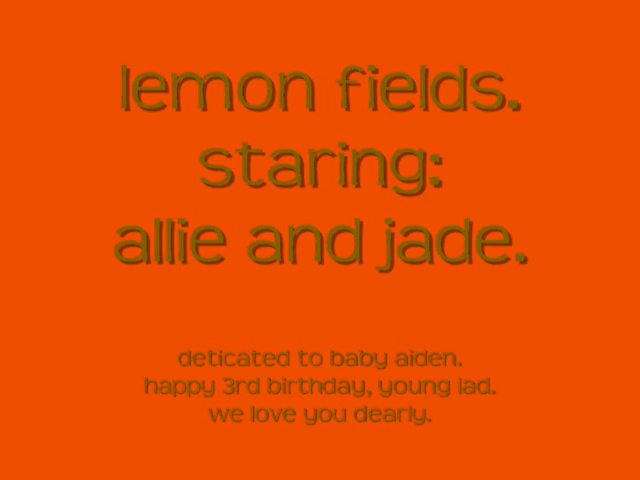 lemon fields.
staring:
allie and jade.
deticated to baby aiden.
happy 3rd birthday, young lad.
we love you dearly.